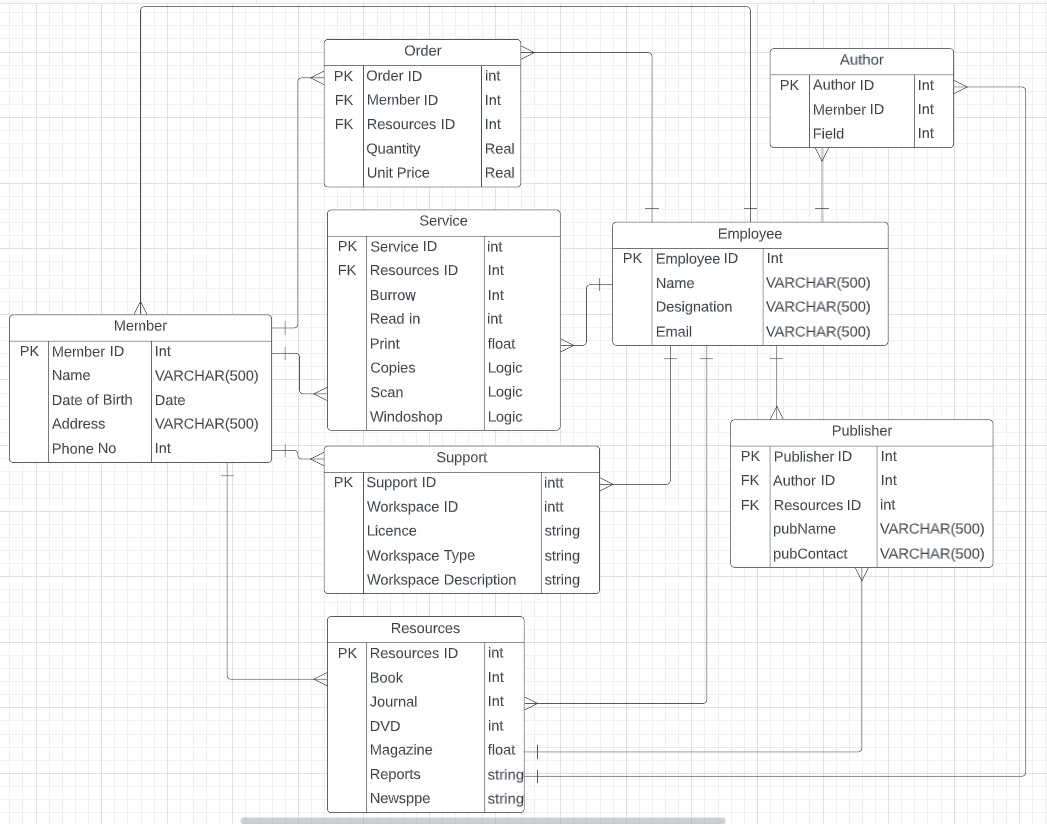 Order
PK Order ID int
FK Member ID Int
FK Resources ID Int
Quantity Real
Unit Price Real
Author
PK Author ID Int
Member ID Int
Field Int
Service
PK Service ID int
FK Resources ID Int
Burrow Int
Read in int
Print float
Copies Logic
Scan Logic
Windoshop Logic
Employee
PK Employee ID Int
Name VARCHAR(500)
Designation VARCHAR(500)
Email VARCHAR(500)
Member
PK Member ID Int
Name VARCHAR(500)
Date of Birth Date
Address VARCHAR(500)
Phone No Int
Support
PK Support ID intt
Workspace ID intt
Licence string
Workspace Type string
Workspace Description string
Publisher
PK Publisher ID Int
FK Author ID Int
FK Resources ID int
pubName VARCHAR(500)
pubContact VARCHAR(500)
Resources
PK Resources ID int
Book Int
Journal Int
DVD int
Magazine float
Reports string
Newsppe string